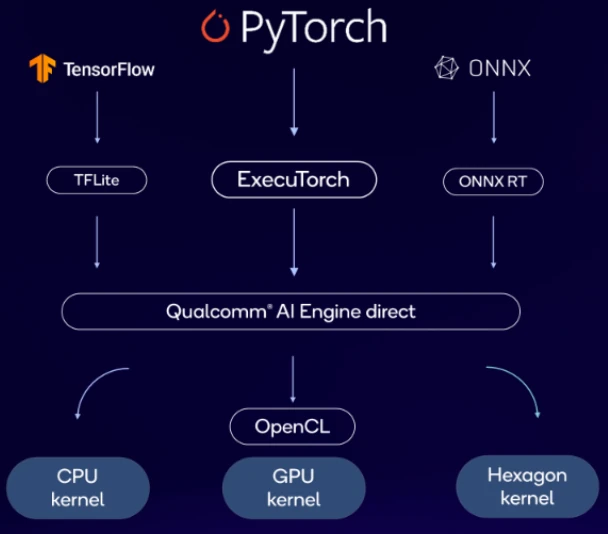 PyTorch
TensorFlow
ONNX
TFLite
ExecuTorch
ONNX RT
Qualcomm® AI Engine direct
OpenCL
CPU
kernel
GPU
kernel
Hexagon
kernel